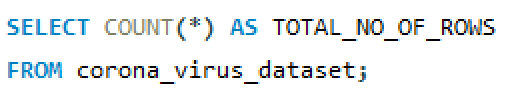 SELECT COUNT(*) AS TOTAL_NO_OF_ROWS
FROM corona_virus_dataset;